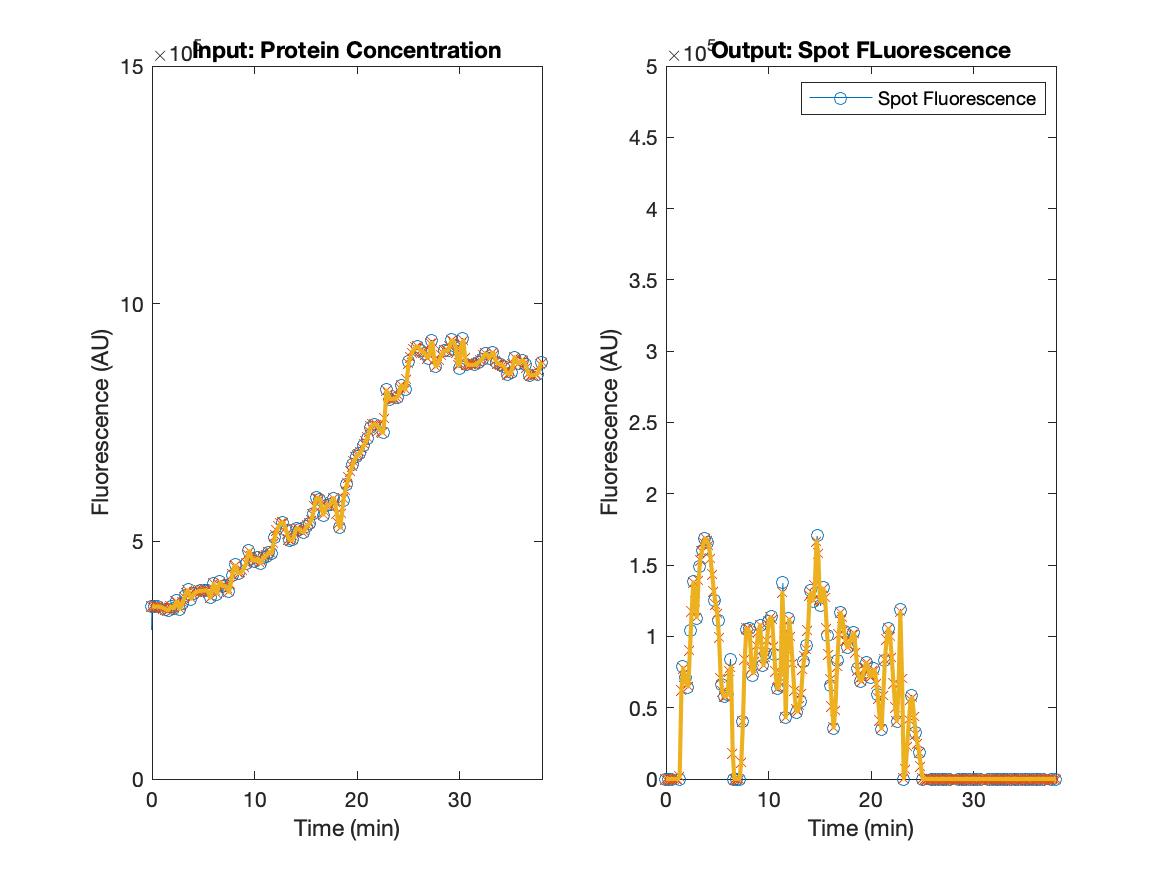 ×10⁵
Input: Protein Concentration
15
10
5
0
0 10 20 30
Time (min)
Fluorescence (AU)
×10⁵
Output: Spot FLuorescence
Spot Fluorescence
5
4.5
4
3.5
3
2.5
2
1.5
1
0.5
0
0 10 20 30
Time (min)
Fluorescence (AU)